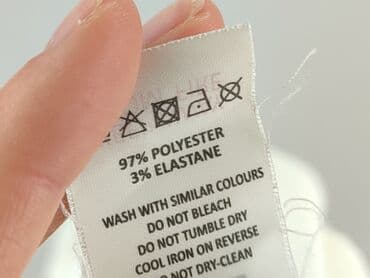 97% POLYESTER
3% ELASTANE
WASH WITH SIMILAR COLOURS
DO NOT BLEACH
DO NOT TUMBLE DRY
COOL IRON ON REVERSE
DO NOT DRY-CLEAN